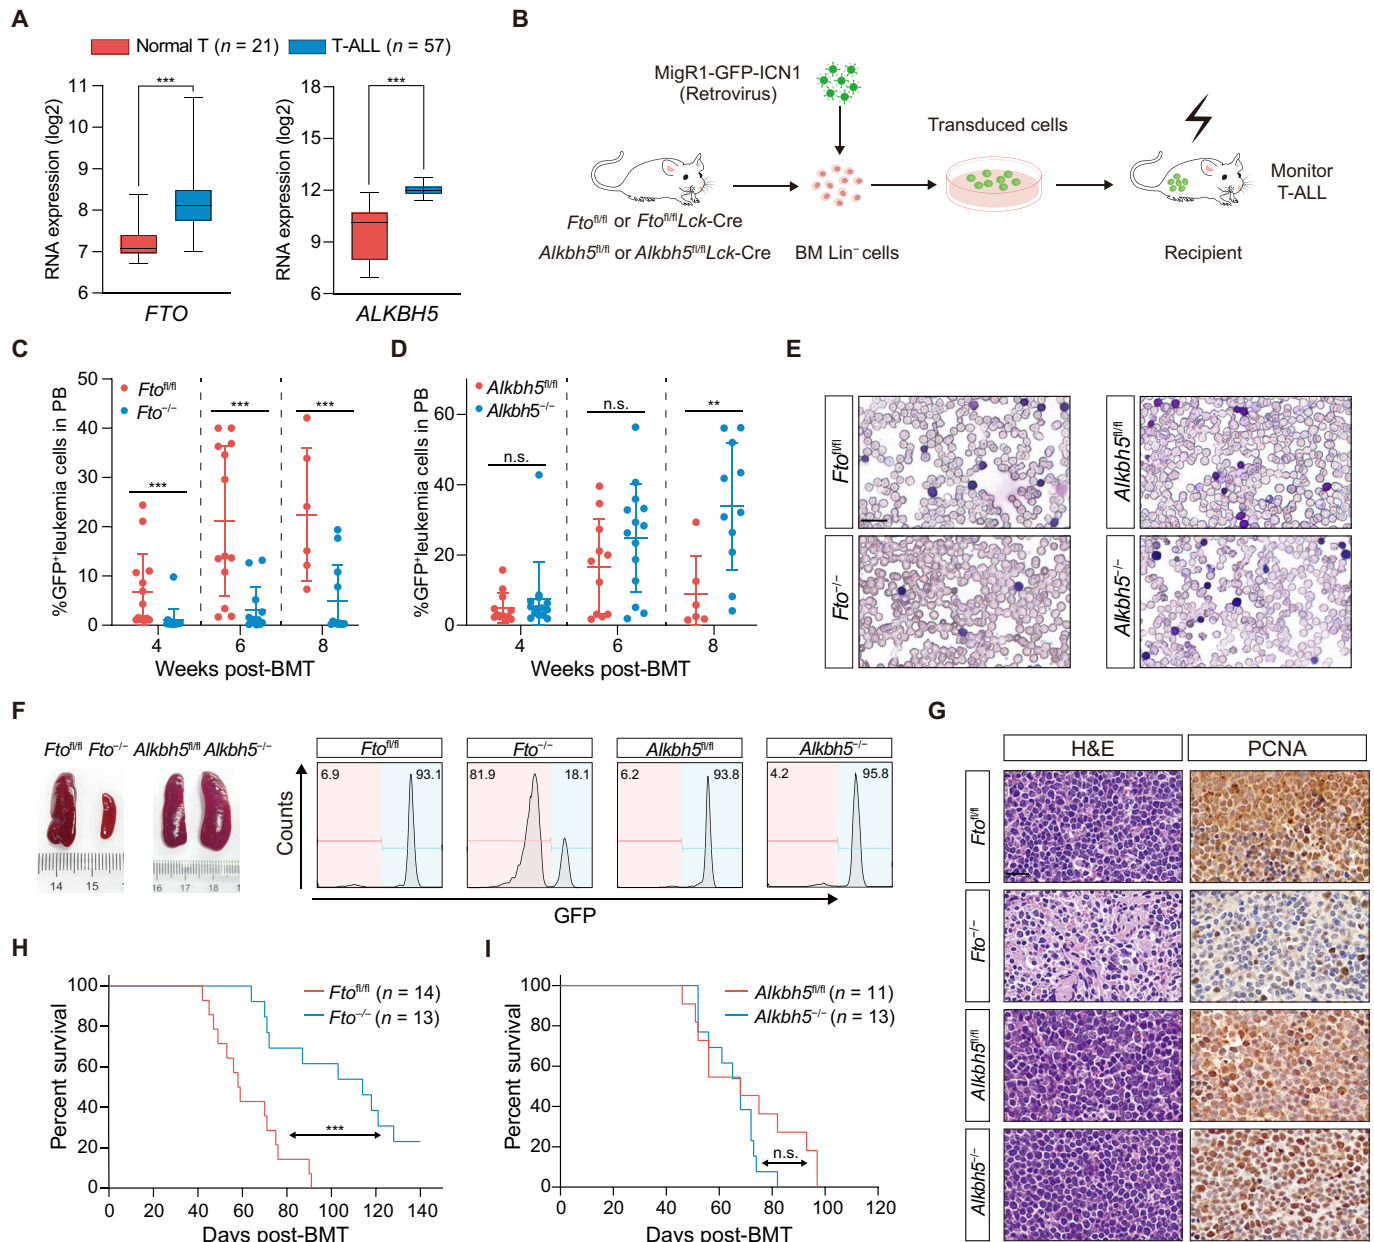 A
Normal T (n = 21)
T-ALL (n = 57)
RNA expression (log2)
11
10
9
8
7
6
***
FTO
RNA expression (log2)
18
15
12
9
6
***
ALKBH5
B
MigR1-GFP-ICN1
(Retrovirus)
Transduced cells
Monitor
T-ALL
Fto^fl/fl or Fto^fl/fl Lck-Cre
Alkbh5^fl/fl or Alkbh5^fl/fl Lck-Cre
BM Lin⁻ cells
Recipient
C
%GFP⁺leukemia cells in PB
50
40
30
20
10
0
Fto^fl/fl
Fto^−/−
***
***
***
4
6
8
Weeks post-BMT
D
%GFP⁺leukemia cells in PB
60
40
20
0
Alkbh5^fl/fl
Alkbh5^−/−
n.s.
n.s.
**
4
6
8
Weeks post-BMT
E
Fto^fl/fl
Alkbh5^fl/fl
Fto^−/−
Alkbh5^−/−
F
Fto^fl/fl Fto^−/− Alkbh5^fl/fl Alkbh5^−/−
14 15
16 17 18
Counts
Fto^fl/fl
6.9 93.1
Fto^−/−
81.9 18.1
Alkbh5^fl/fl
6.2 93.8
Alkbh5^−/−
4.2 95.8
GFP
G
H&E
PCNA
Fto^fl/fl
Fto^−/−
Alkbh5^fl/fl
Alkbh5^−/−
H
Percent survival
100
80
60
40
20
0
Fto^fl/fl (n = 14)
Fto^−/− (n = 13)
***
0 20 40 60 80 100 120 140
Days post-BMT
I
Percent survival
100
80
60
40
20
0
Alkbh5^fl/fl (n = 11)
Alkbh5^−/− (n = 13)
n.s.
0 20 40 60 80 100 120
Days post-BMT